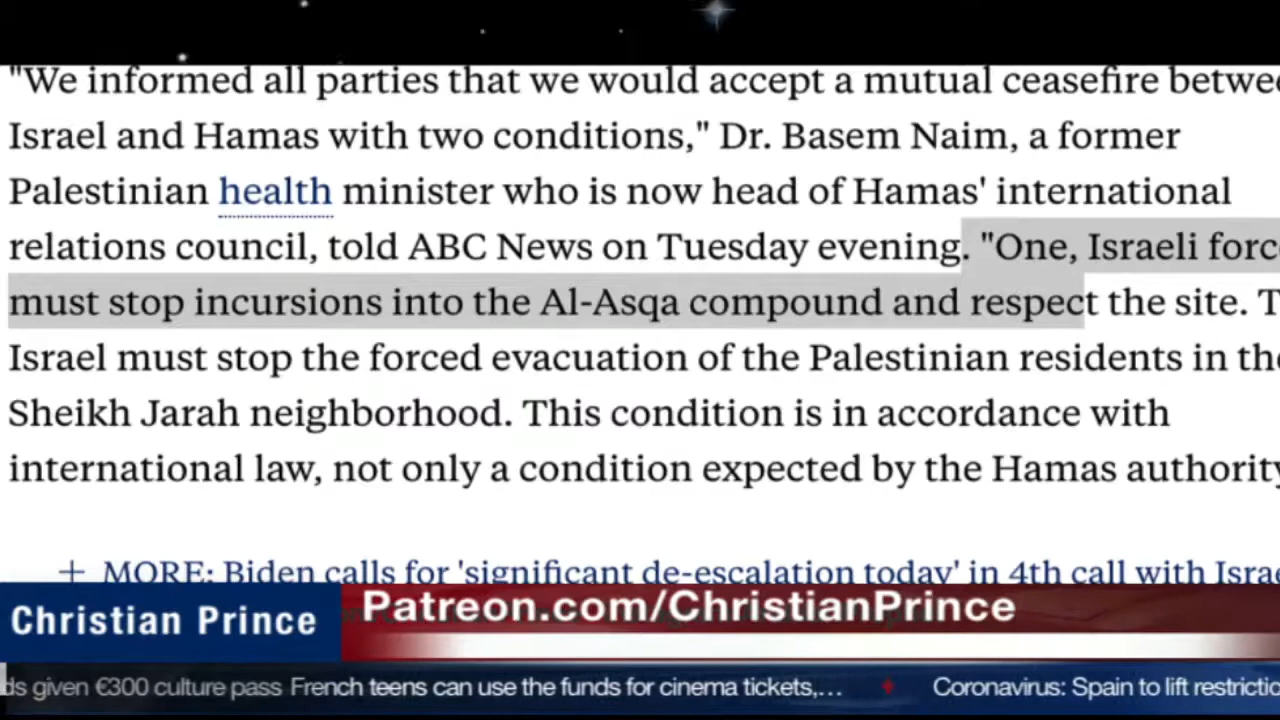 "We informed all parties that we would accept a mutual ceasefire betwee
Israel and Hamas with two conditions," Dr. Basem Naim, a former
Palestinian health minister who is now head of Hamas' international
relations council, told ABC News on Tuesday evening. "One, Israeli force
must stop incursions into the Al-Asqa compound and respect the site. T
Israel must stop the forced evacuation of the Palestinian residents in the
Sheikh Jarah neighborhood. This condition is in accordance with
international law, not only a condition expected by the Hamas authority
+ MORE: Biden calls for 'significant de-escalation today' in 4th call with Israe
Christian Prince
Patreon.com/ChristianPrince
ds given €300 culture pass French teens can use the funds for cinema tickets,... Coronavirus: Spain to lift restrictio